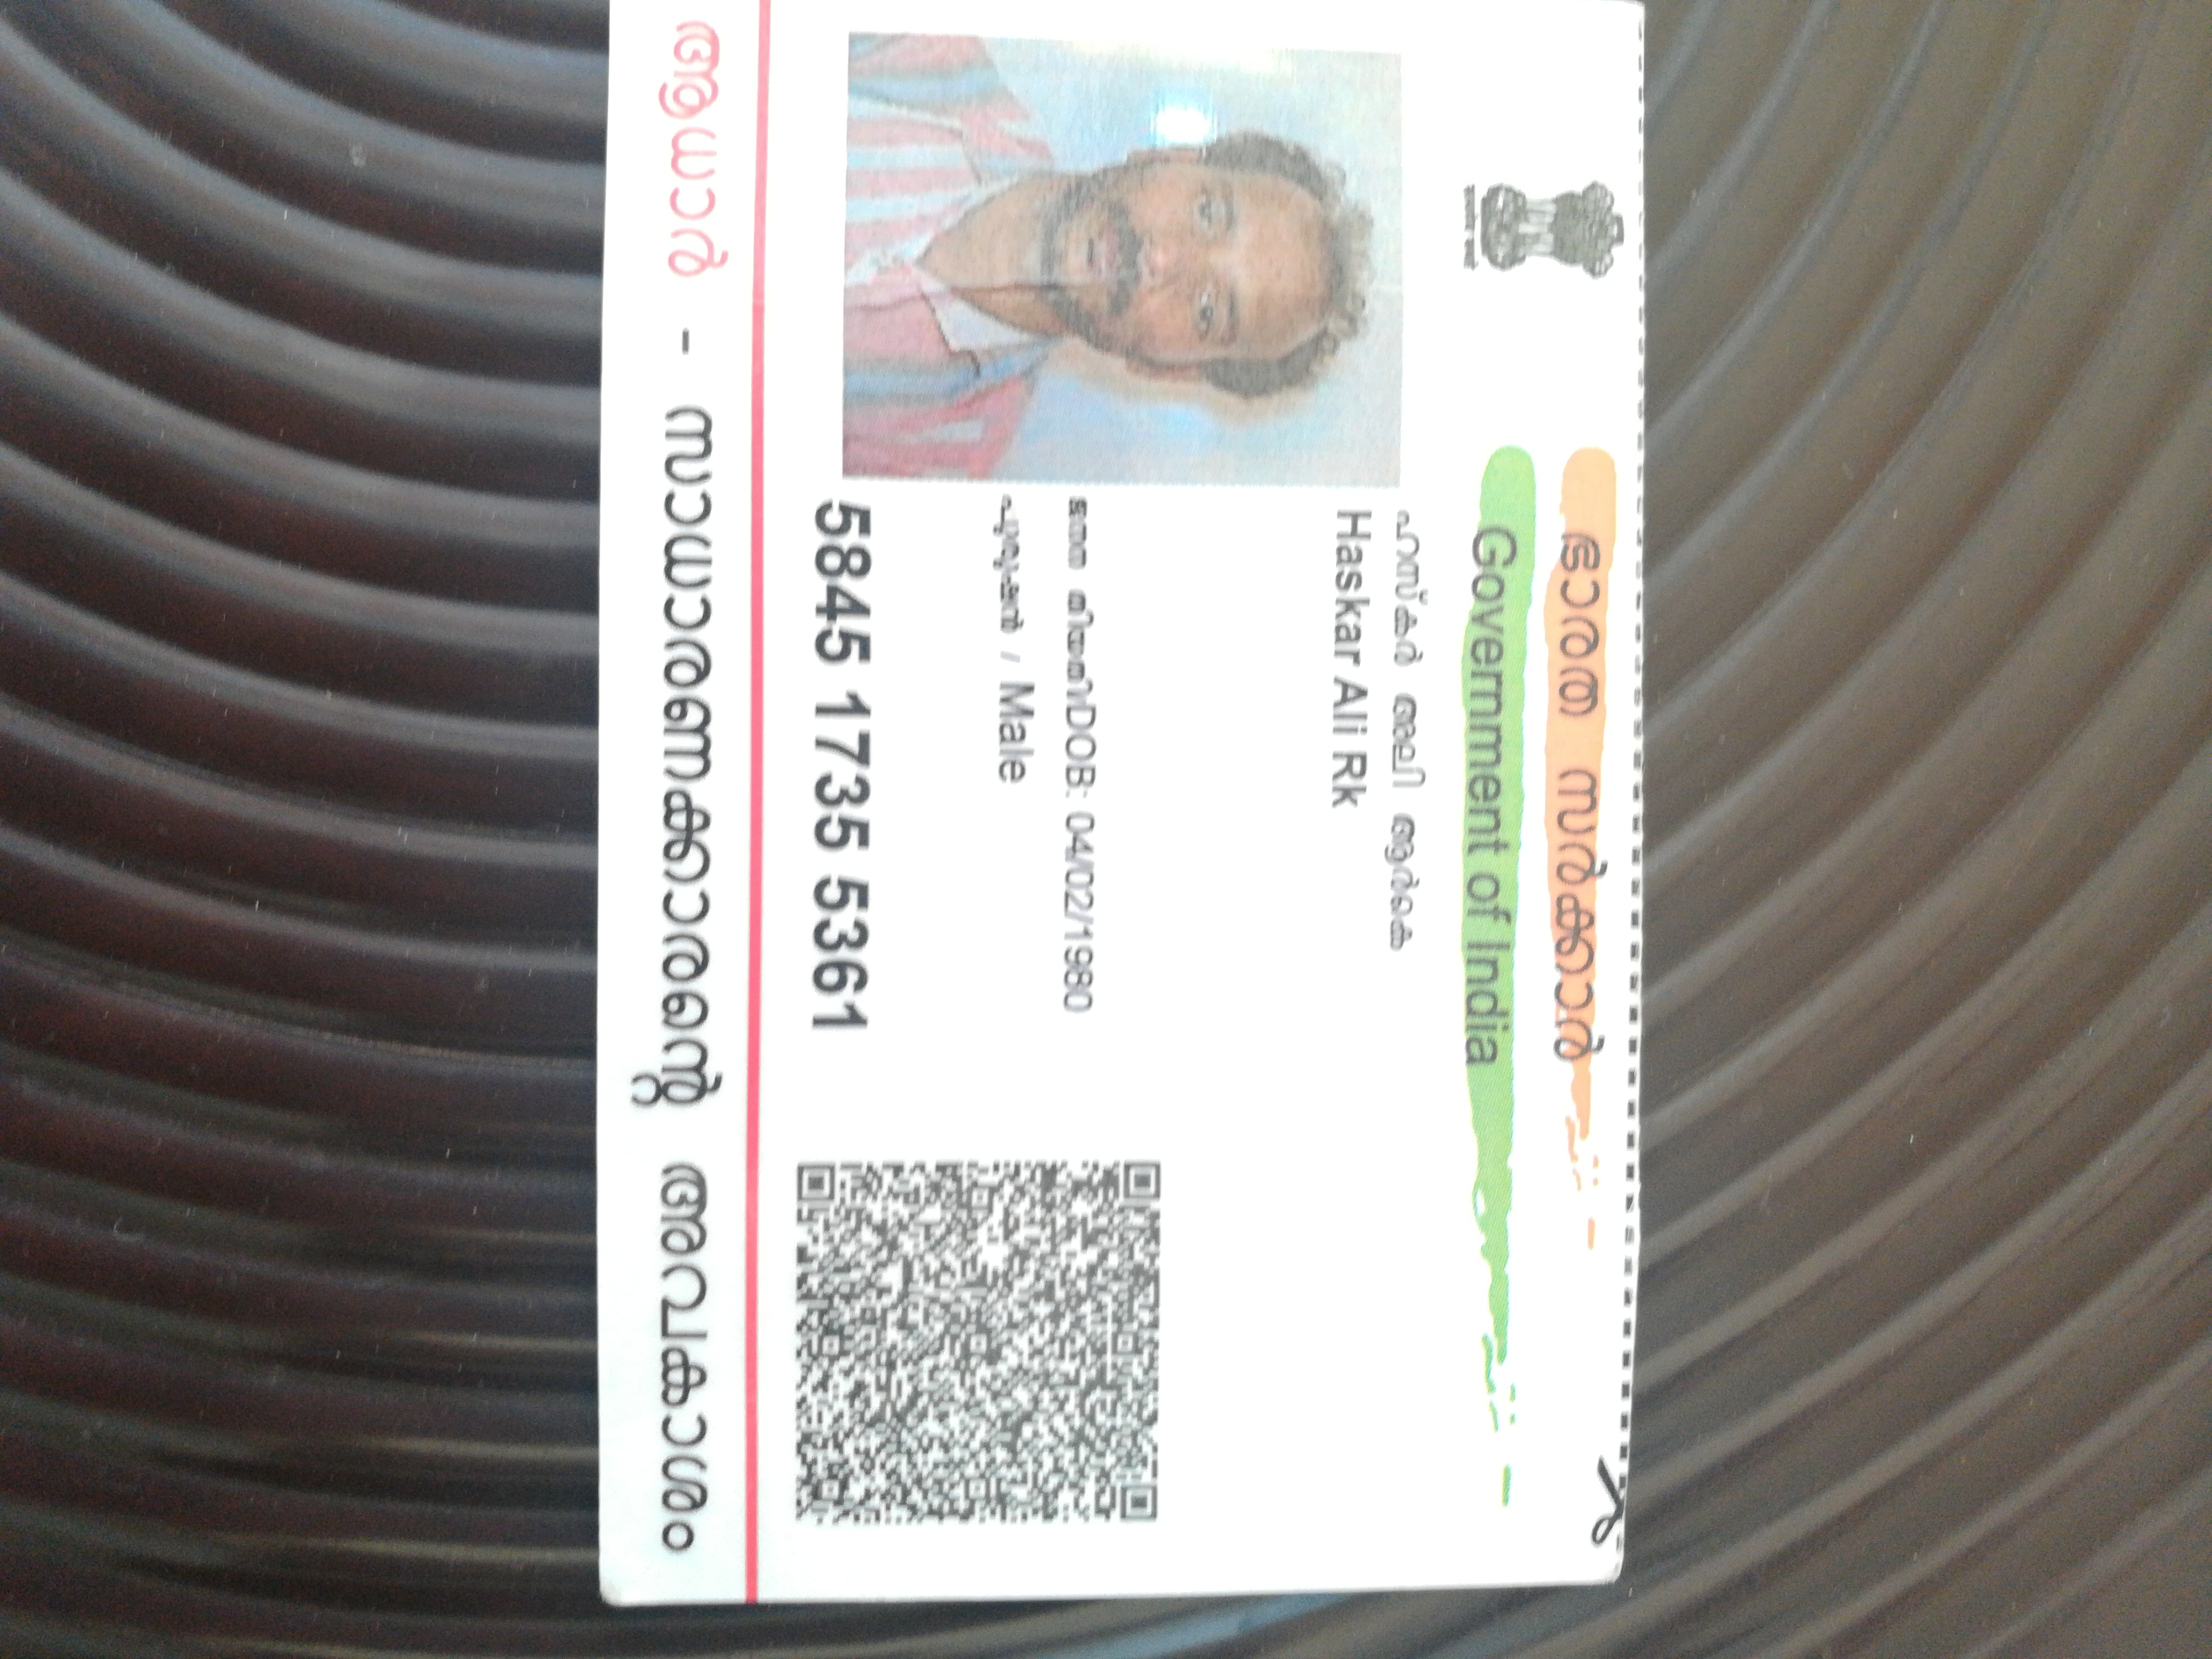 ഭാരത സർക്കാർ
Government of India
ഹസ്കർ അലി ആർകെ
Haskar Ali Rk
ജനന തിയതി/DOB: 04/02/1980
പുരുഷൻ / Male
5845 1735 5361
ആധാർ - സാധാരണക്കാരന്റെ അവകാശം